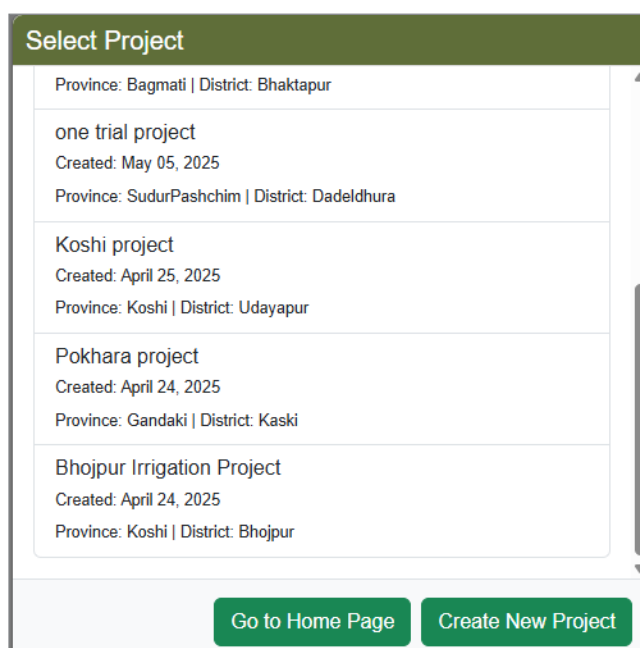 Select Project
Province: Bagmati | District: Bhaktapur
one trial project
Created: May 05, 2025
Province: SudurPashchim | District: Dadeldhura
Koshi project
Created: April 25, 2025
Province: Koshi | District: Udayapur
Pokhara project
Created: April 24, 2025
Province: Gandaki | District: Kaski
Bhojpur Irrigation Project
Created: April 24, 2025
Province: Koshi | District: Bhojpur
Go to Home Page
Create New Project